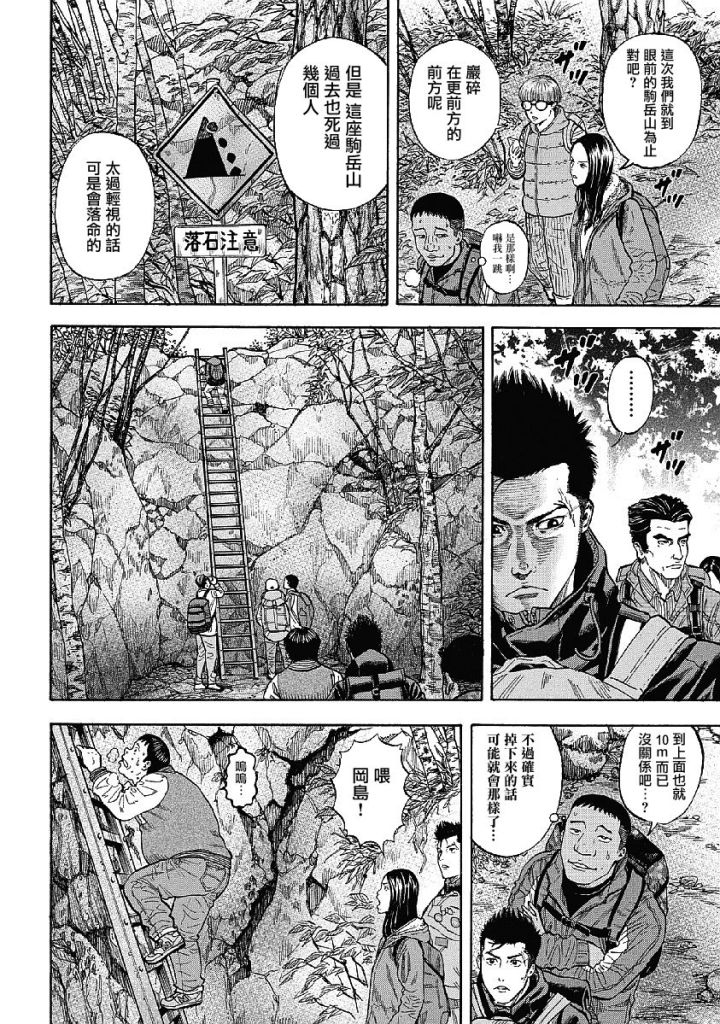 這次我們就到
眼前的駒岳山為止
對吧？
巖碎
在更前方的
前方呢
是那樣啊…
嚇我一跳
但是 這座駒岳山
過去也死過
幾個人
落石注意
太過輕視的話
可是會落命的
………
到上面也就
10m而已
沒關係吧…？
不過確實
掉下來的話
可能就會那樣了…
喂
岡島！
嗚嗚…